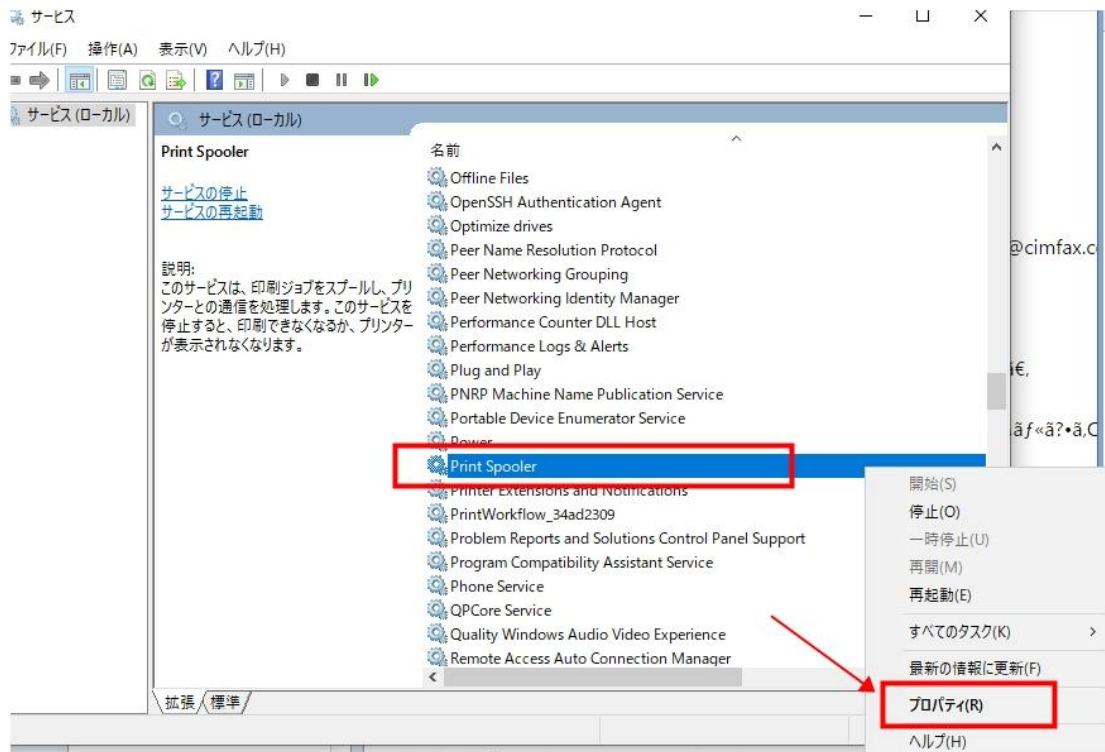 サービス
ファイル(F) 操作(A) 表示(V) ヘルプ(H)
サービス (ローカル)
サービス (ローカル)
Print Spooler
サービスの停止
サービスの再起動
説明:
このサービスは、印刷ジョブをスプールし、プリ
ンターとの通信を処理します。このサービスを
停止すると、印刷できなくなるか、プリンター
が表示されなくなります。
名前
Offline Files
OpenSSH Authentication Agent
Optimize drives
Peer Name Resolution Protocol
Peer Networking Grouping
Peer Networking Identity Manager
Performance Counter DLL Host
Performance Logs & Alerts
Plug and Play
PNRP Machine Name Publication Service
Portable Device Enumerator Service
Power
Print Spooler
Printer Extensions and Notifications
PrintWorkflow_34ad2309
Problem Reports and Solutions Control Panel Support
Program Compatibility Assistant Service
Phone Service
QPCore Service
Quality Windows Audio Video Experience
Remote Access Auto Connection Manager
拡張 標準
@cimfax.c
開始(S)
停止(O)
一時停止(U)
再開(M)
再起動(E)
すべてのタスク(K)
最新の情報に更新(F)
プロパティ(R)
ヘルプ(H)